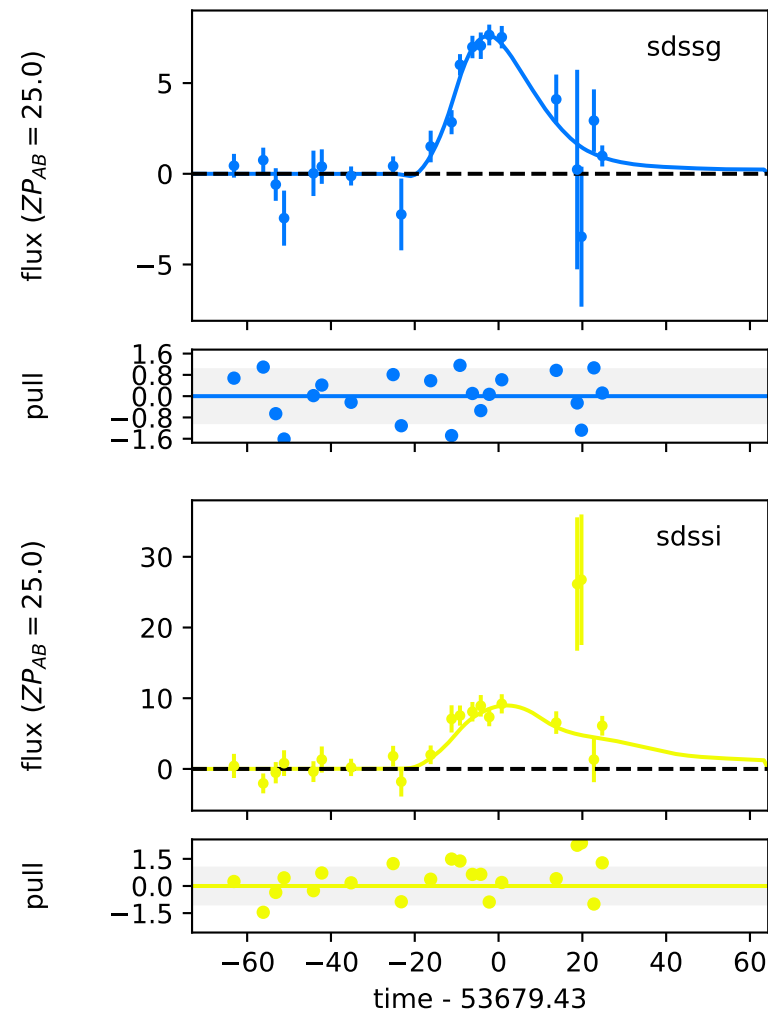 sdssg
flux (ZP_AB = 25.0)
5
0
−5
pull
1.6
0.8
0.0
−0.8
−1.6
sdssi
flux (ZP_AB = 25.0)
30
20
10
0
pull
1.5
0.0
−1.5
−60 −40 −20 0 20 40 60
time - 53679.43